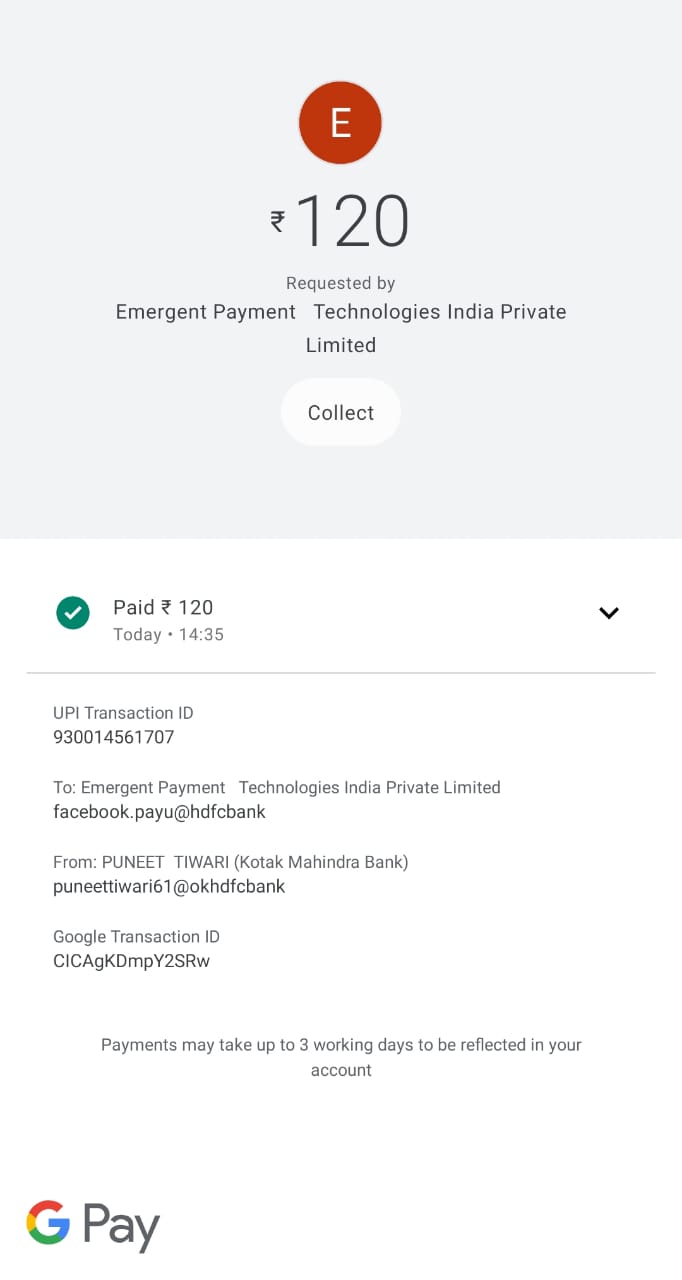 E
₹120
Requested by
Emergent Payment   Technologies India Private
Limited
Collect
Paid ₹ 120
Today • 14:35
UPI Transaction ID
930014561707
To: Emergent Payment   Technologies India Private Limited
facebook.payu@hdfcbank
From: PUNEET  TIWARI (Kotak Mahindra Bank)
puneettiwari61@okhdfcbank
Google Transaction ID
CICAgKDmpY2SRw
Payments may take up to 3 working days to be reflected in your
account
G Pay